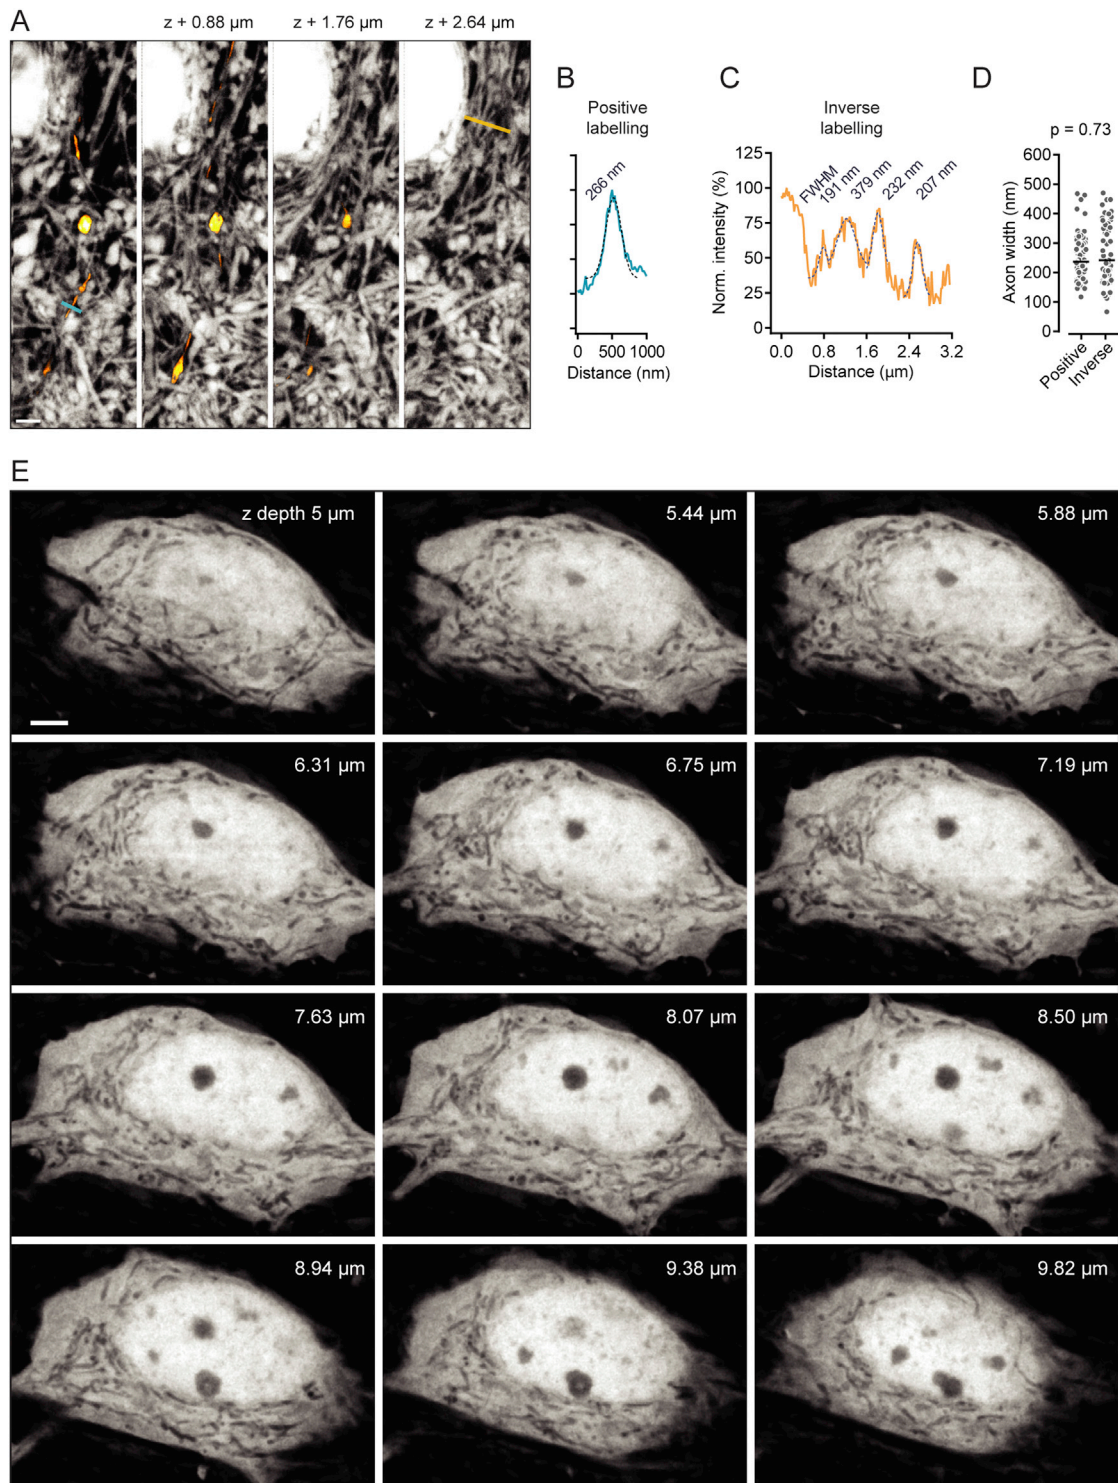 A
z + 0.88 µm
z + 1.76 µm
z + 2.64 µm
B
Positive
labelling
266 nm
0
500
1000
Distance (nm)
C
Inverse
labelling
FWHM
191 nm
379 nm
232 nm
207 nm
Norm. intensity (%)
125
100
75
50
25
0
0.0
0.8
1.6
2.4
3.2
Distance (µm)
D
p = 0.73
Axon width (nm)
600
500
400
300
200
100
0
Positive
Inverse
E
z depth 5 µm
5.44 µm
5.88 µm
6.31 µm
6.75 µm
7.19 µm
7.63 µm
8.07 µm
8.50 µm
8.94 µm
9.38 µm
9.82 µm